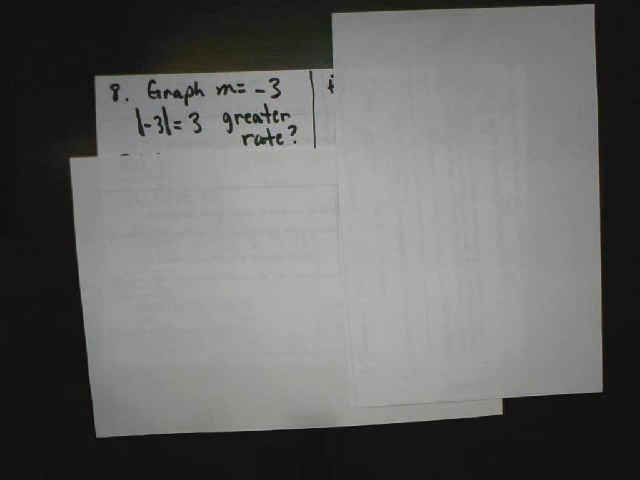 8. Graph m = -3
|-3| = 3 greater
rate?